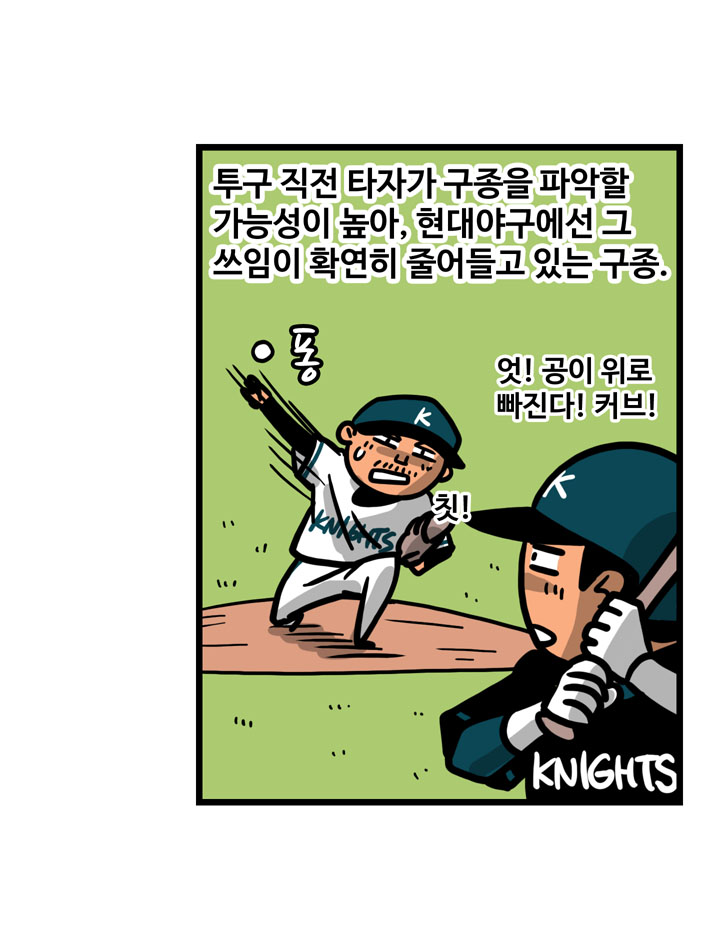 투구 직전 타자가 구종을 파악할
가능성이 높아, 현대야구에선 그
쓰임이 확연히 줄어들고 있는 구종.
퐁
엇! 공이 위로
빠진다! 커브!
K
칫!
K
KNIGHTS
KNIGHTS